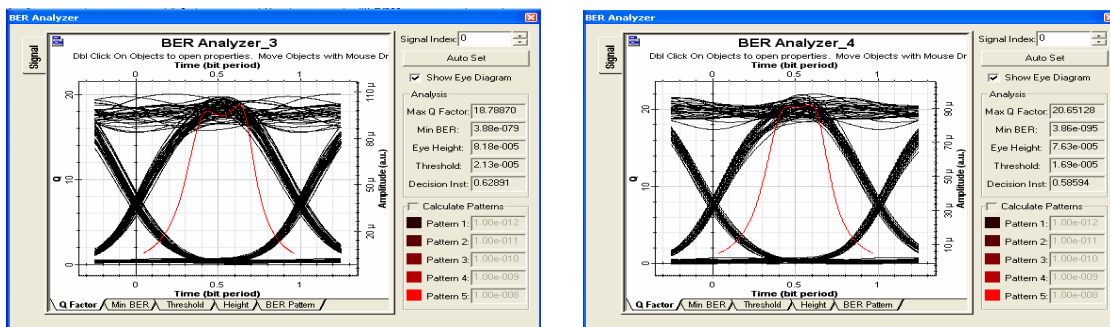 BER Analyzer
Signal
BER Analyzer_3
Dbl Click On Objects to open properties. Move Objects with Mouse Dr
Time (bit period)
0 0.5 1
Q
0 10 20
Amplitude (a.u.)
20 µ 50 µ 80 µ 110 µ
0 0.5 1
Time (bit period)
Q Factor Min BER Threshold Height BER Pattern
Signal Index: 0
Auto Set
Show Eye Diagram
Analysis
Max Q Factor: 18.78870
Min BER: 3.88e-079
Eye Height: 8.18e-005
Threshold: 2.13e-005
Decision Inst: 0.62891
Calculate Patterns
Pattern 1: 1.00e-012
Pattern 2: 1.00e-011
Pattern 3: 1.00e-010
Pattern 4: 1.00e-009
Pattern 5: 1.00e-008
BER Analyzer
Signal
BER Analyzer_4
Dbl Click On Objects to open properties. Move Objects with Mouse Dr
Time (bit period)
0 0.5 1
Q
0 10 20
Amplitude (a.u.)
10 µ 30 µ 50 µ 70 µ 90 µ
0 0.5 1
Time (bit period)
Q Factor Min BER Threshold Height BER Pattern
Signal Index: 0
Auto Set
Show Eye Diagram
Analysis
Max Q Factor: 20.65128
Min BER: 3.86e-095
Eye Height: 7.63e-005
Threshold: 1.69e-005
Decision Inst: 0.58594
Calculate Patterns
Pattern 1: 1.00e-012
Pattern 2: 1.00e-011
Pattern 3: 1.00e-010
Pattern 4: 1.00e-009
Pattern 5: 1.00e-008